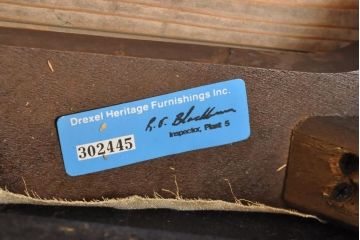 Drexel Heritage Furnishings Inc.
302445
Inspector, Plant 5